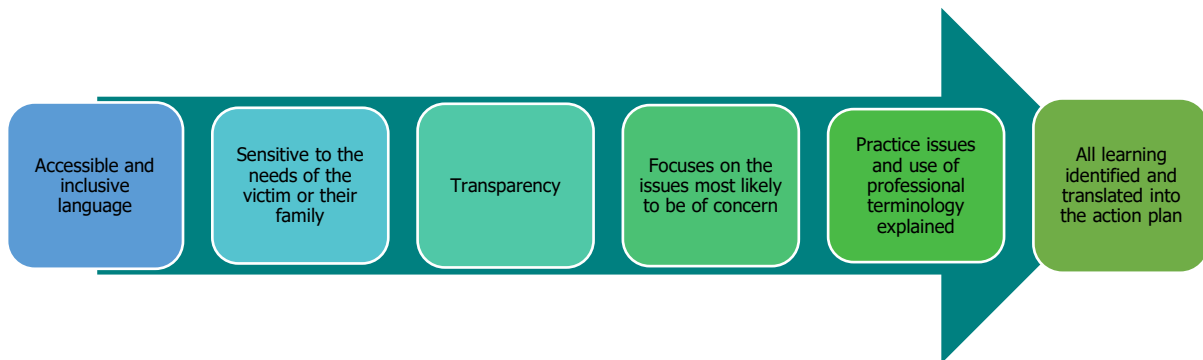 Accessible and
inclusive
language
Sensitive to the
needs of the
victim or their
family
Transparency
Focuses on the
issues most likely
to be of concern
Practice issues
and use of
professional
terminology
explained
All learning
identified and
translated into
the action plan